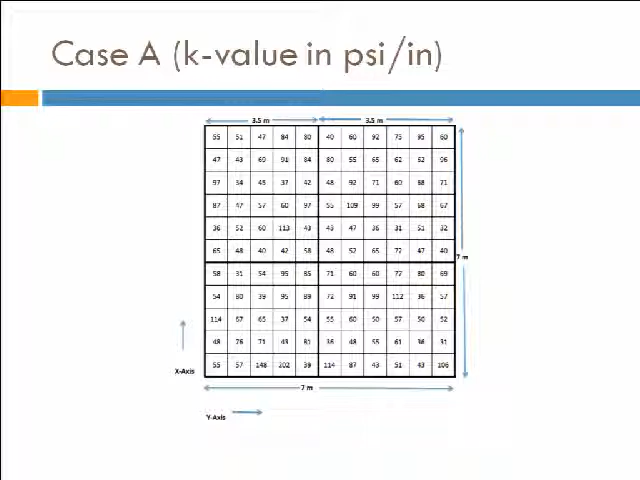 Case A (k-value in psi/in)
3.5 m 3.5 m
55 51 47 84 80 40 60 92 75 95 60
47 43 69 91 84 80 55 65 62 62 96
97 34 45 37 42 48 92 71 60 38 71
87 47 57 60 97 55 109 99 57 68 67
36 52 60 113 43 43 47 36 31 51 32
65 48 40 42 58 48 52 65 72 47 40
7 m
58 31 54 95 85 71 60 60 77 80 69
54 80 39 95 89 72 91 99 112 36 57
114 67 65 37 54 55 60 50 57 50 52
48 76 71 43 81 36 48 55 61 36 31
55 57 148 202 39 114 87 43 51 43 106
X-Axis
7 m
Y-Axis